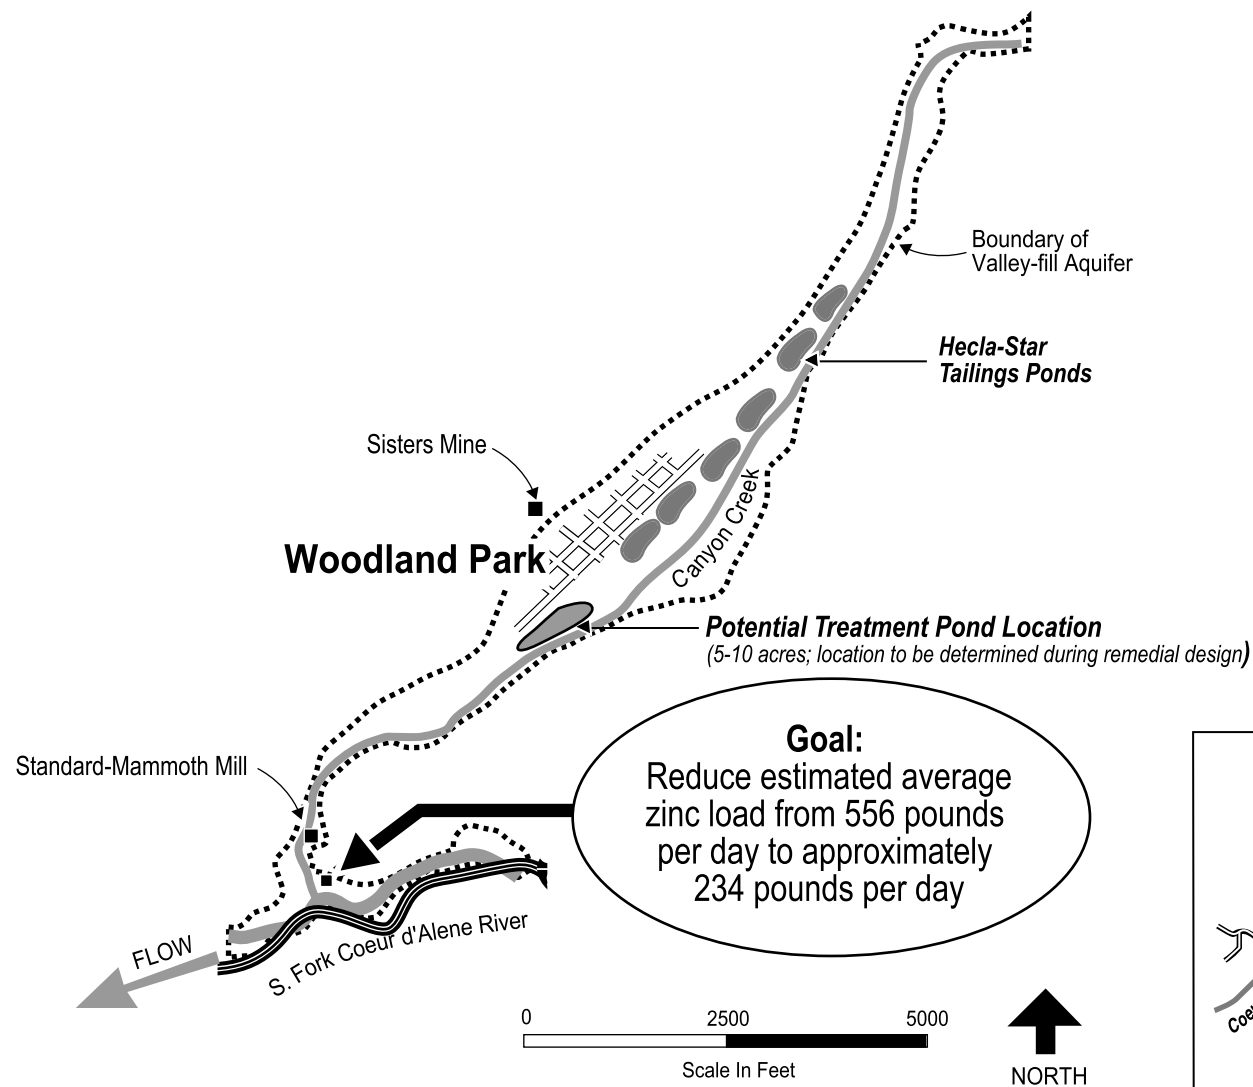 Boundary of
Valley-fill Aquifer
Hecla-Star
Tailings Ponds
Sisters Mine
Canyon Creek
Woodland Park
Potential Treatment Pond Location
(5-10 acres; location to be determined during remedial design)
Goal:
Reduce estimated average
zinc load from 556 pounds
per day to approximately
234 pounds per day
Standard-Mammoth Mill
FLOW
S. Fork Coeur d'Alene River
0 2500 5000
Scale In Feet
NORTH